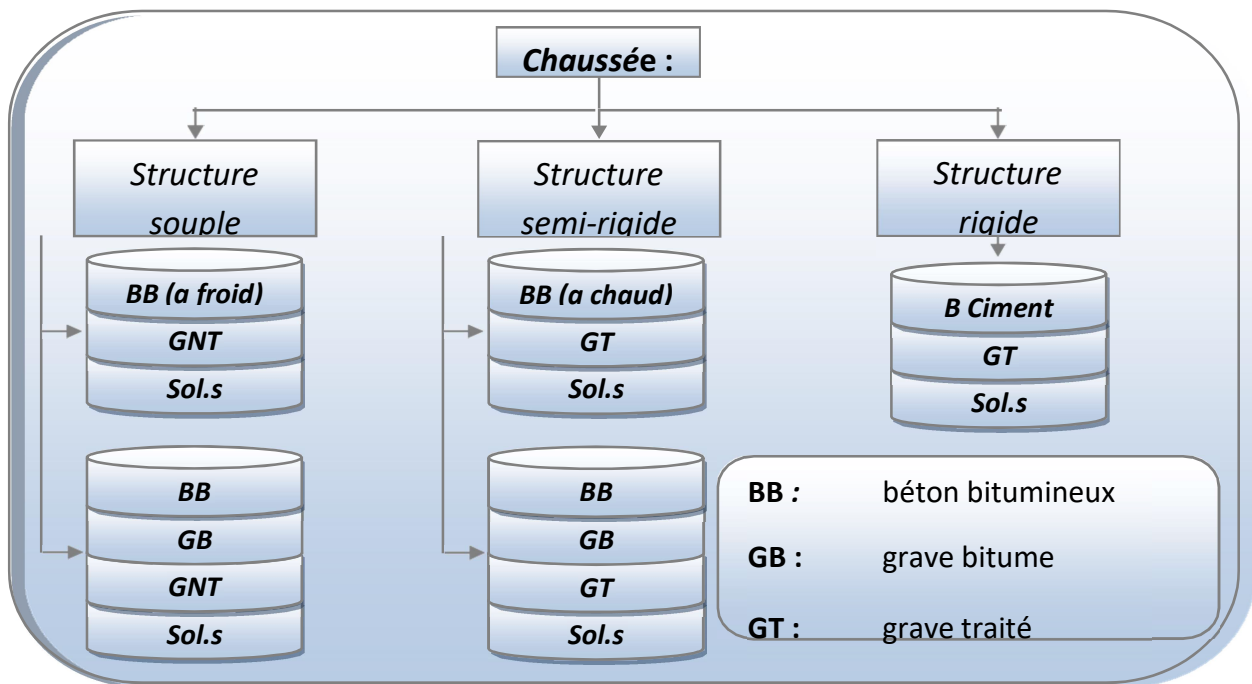 Chaussée :
Structure
souple
Structure
semi-rigide
Structure
rigide
BB (a froid)
GNT
Sol.s
BB
GB
GNT
Sol.s
BB (a chaud)
GT
Sol.s
BB
GB
GT
Sol.s
B Ciment
GT
Sol.s
BB : béton bitumineux
GB : grave bitume
GT : grave traité